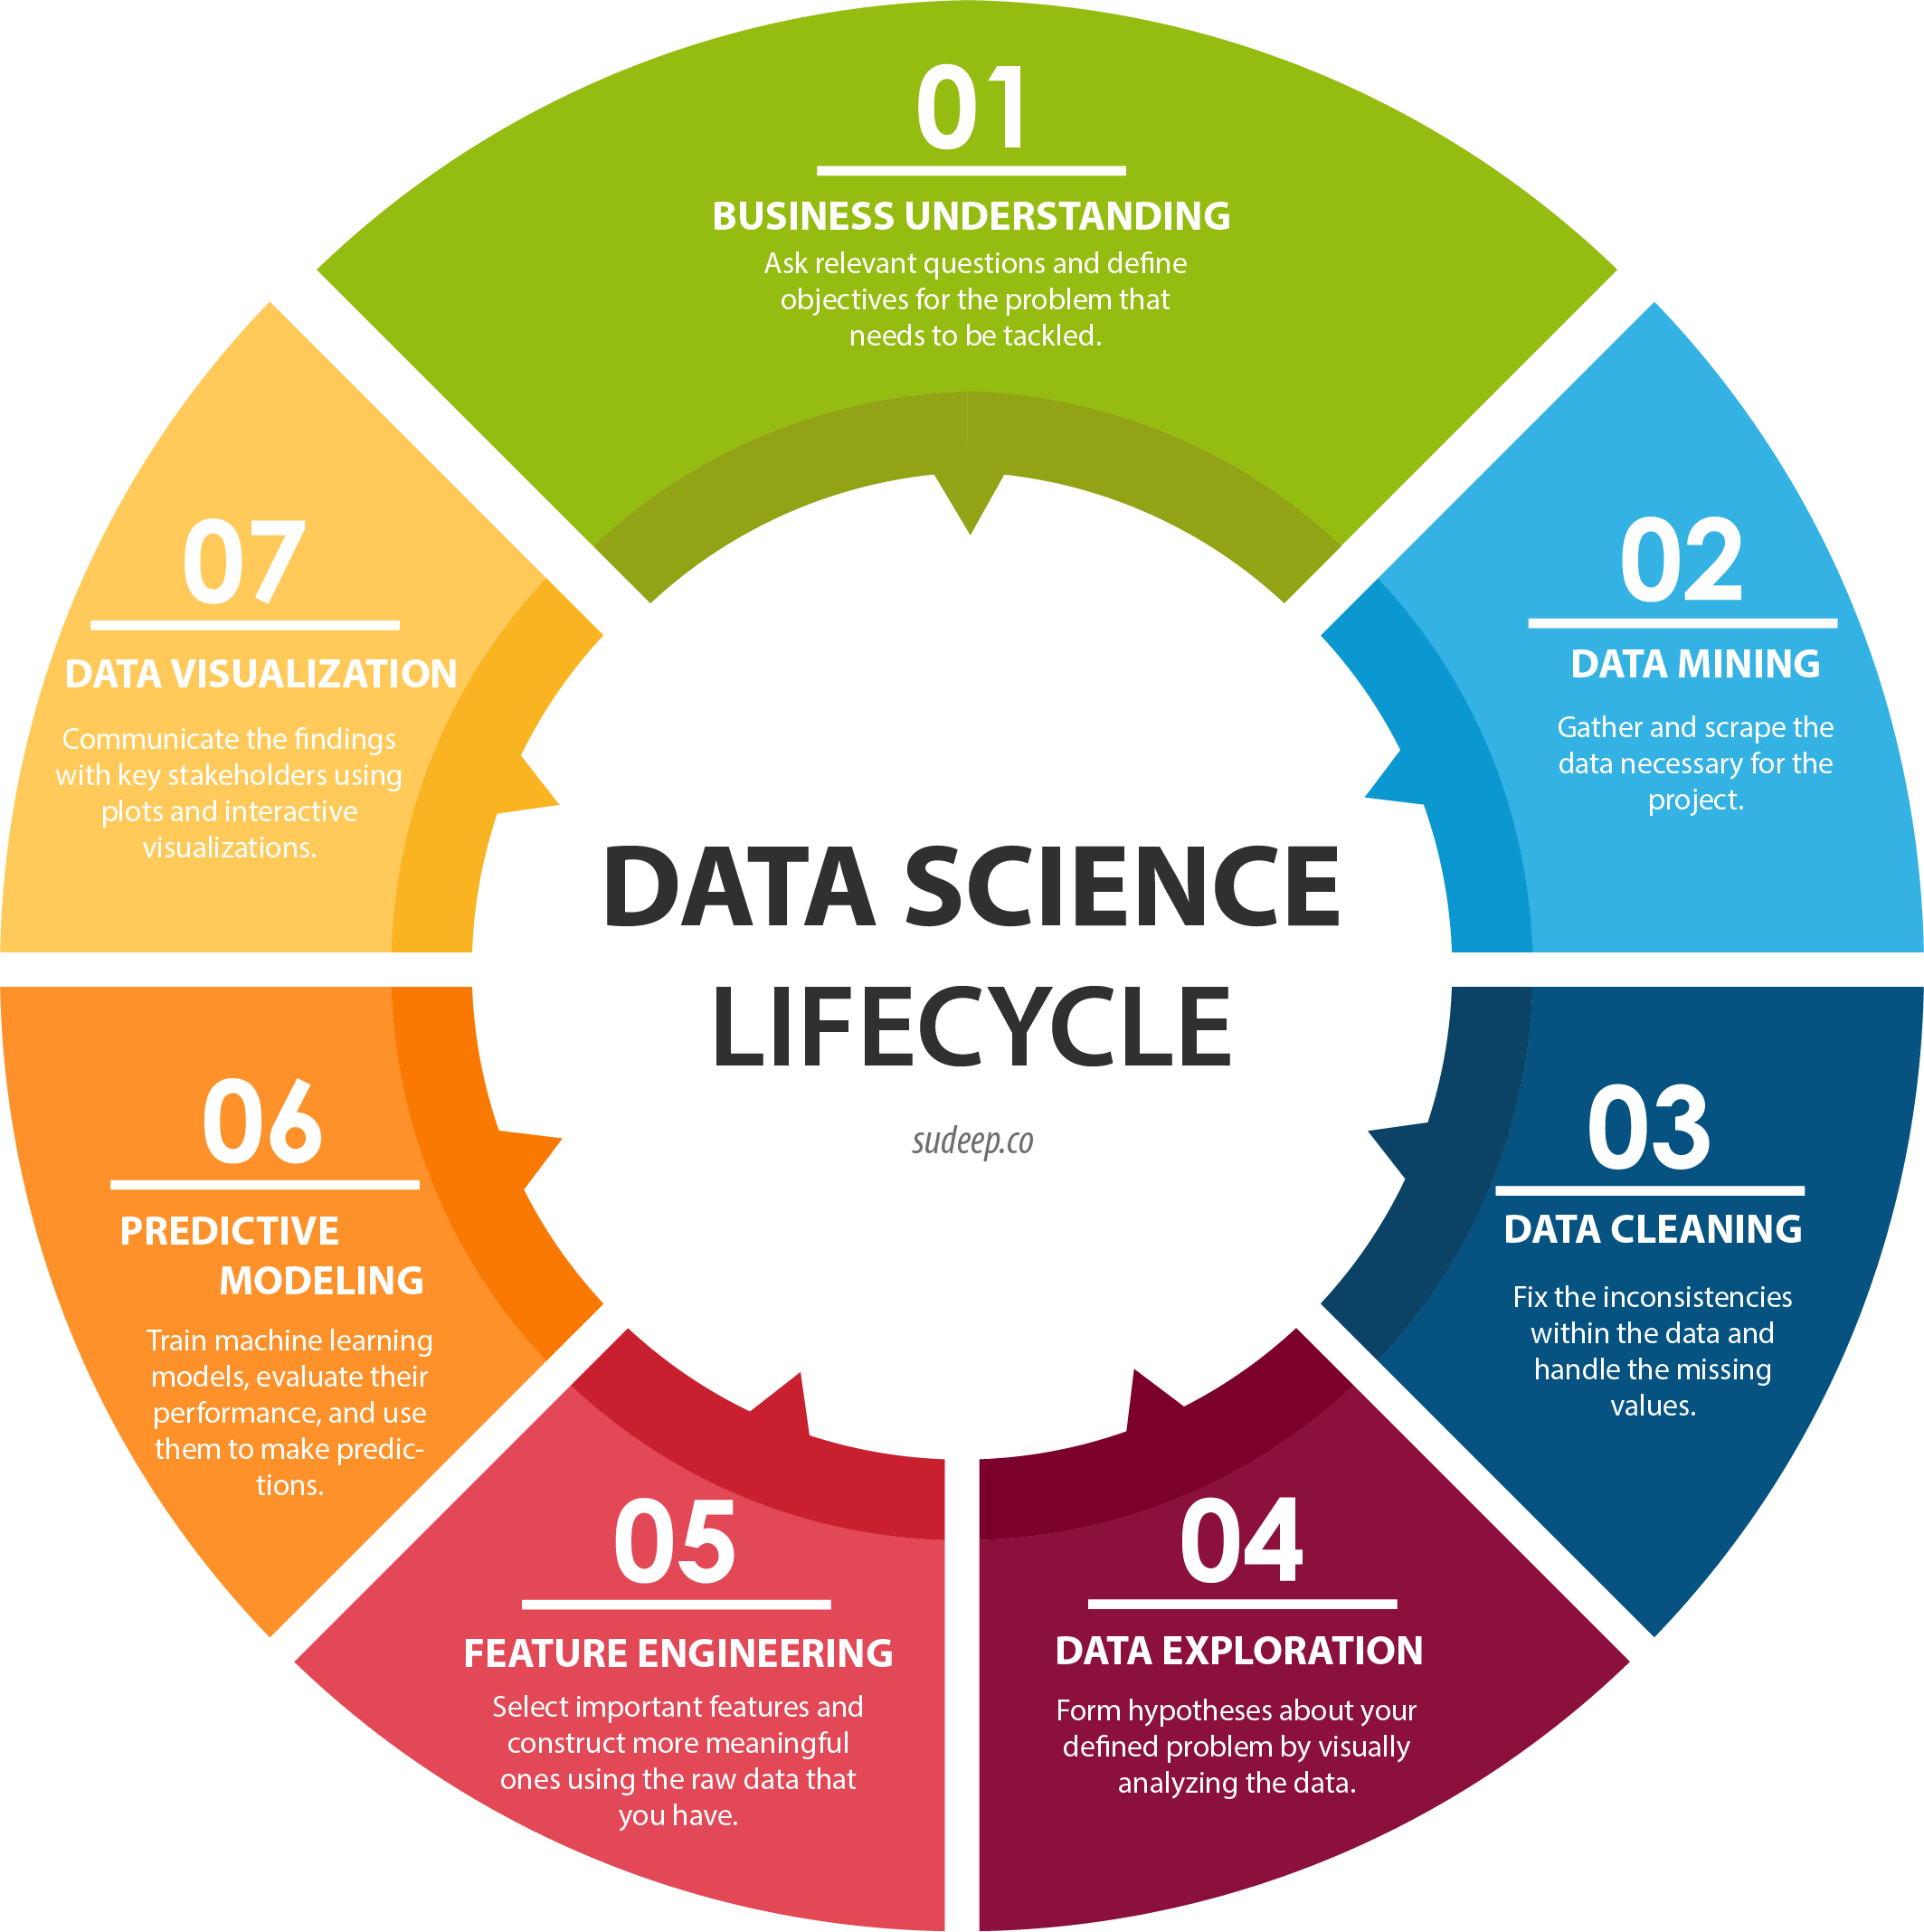 01
BUSINESS UNDERSTANDING
Ask relevant questions and define
objectives for the problem that
needs to be tackled.
02
DATA MINING
Gather and scrape the
data necessary for the
project.
03
DATA CLEANING
Fix the inconsistencies
within the data and
handle the missing
values.
04
DATA EXPLORATION
Form hypotheses about your
defined problem by visually
analyzing the data.
05
FEATURE ENGINEERING
Select important features and
construct more meaningful
ones using the raw data that
you have.
06
PREDICTIVE
MODELING
Train machine learning
models, evaluate their
performance, and use
them to make predic-
tions.
07
DATA VISUALIZATION
Communicate the findings
with key stakeholders using
plots and interactive
visualizations.
DATA SCIENCE
LIFECYCLE
sudeep.co